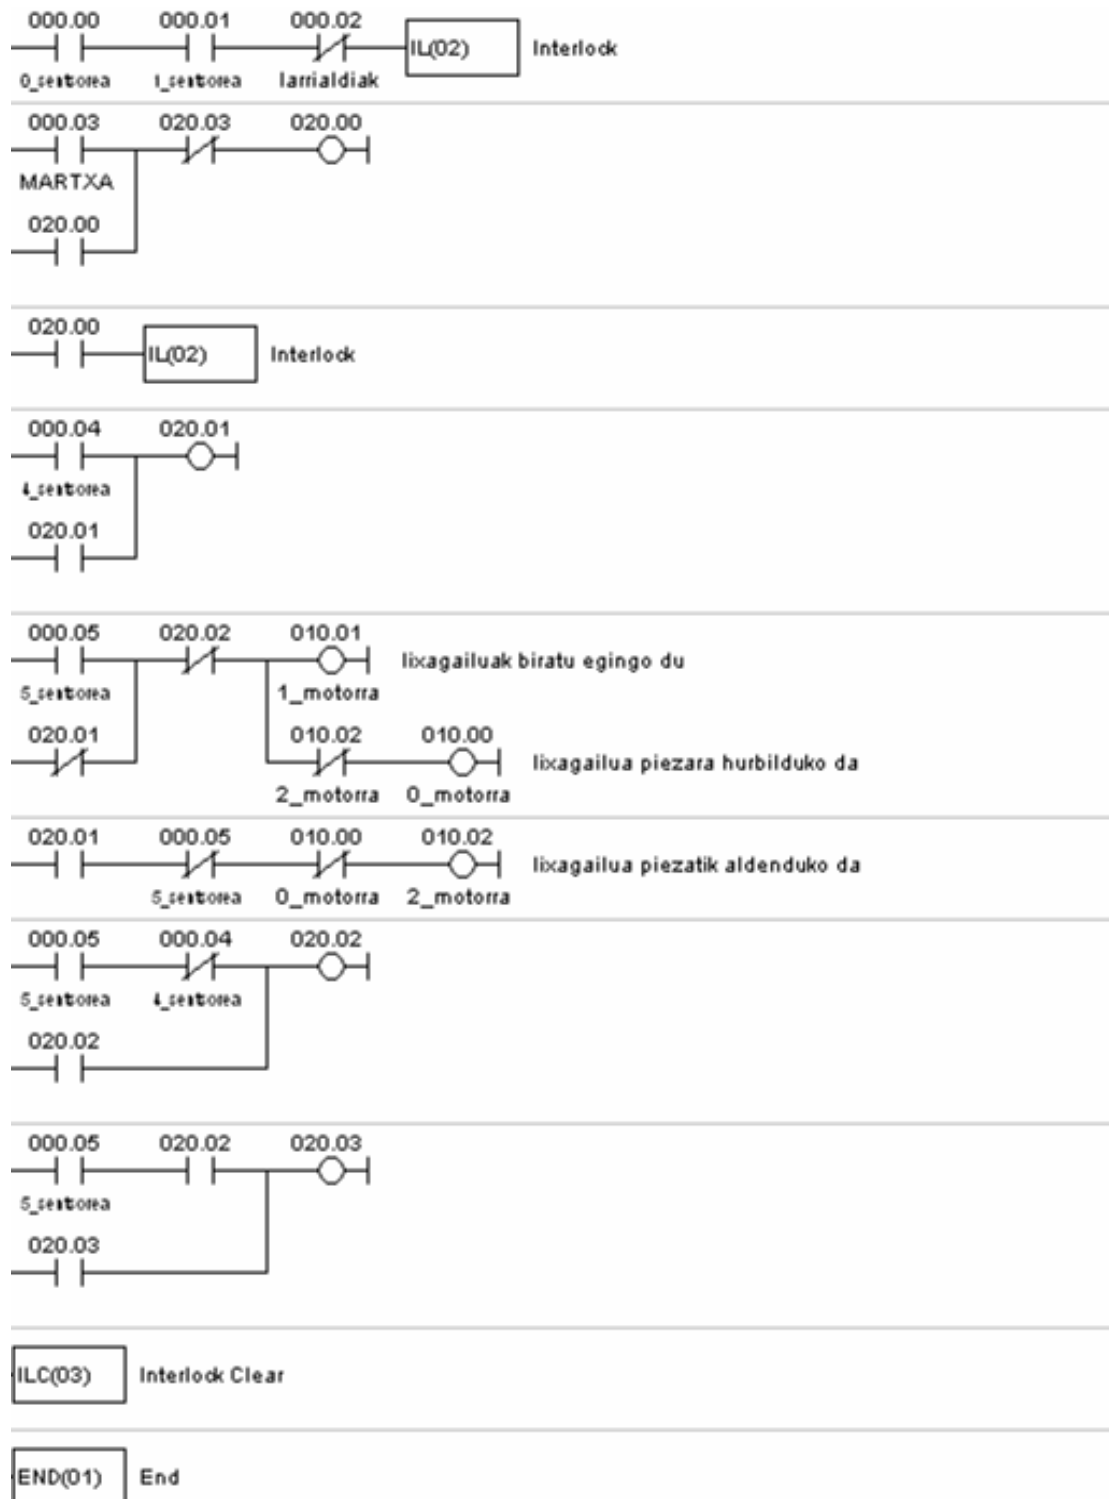 000.00 000.01 000.02
IL(02) Interlock
0_sentsorea 1_sentsorea larrialdiak
000.03 020.03 020.00
MARTXA
020.00
020.00
IL(02) Interlock
000.04 020.01
4_sentsorea
020.01
000.05 020.02 010.01
lixagailuak biratu egingo du
5_sentsorea 1_motorra
020.01 010.02 010.00
lixagailua piezara hurbilduko da
2_motorra 0_motorra
020.01 000.05 010.00 010.02
lixagailua piezatik aldenduko da
5_sentsorea 0_motorra 2_motorra
000.05 000.04 020.02
5_sentsorea 4_sentsorea
020.02
000.05 020.02 020.03
5_sentsorea
020.03
ILC(03) Interlock Clear
END(01) End